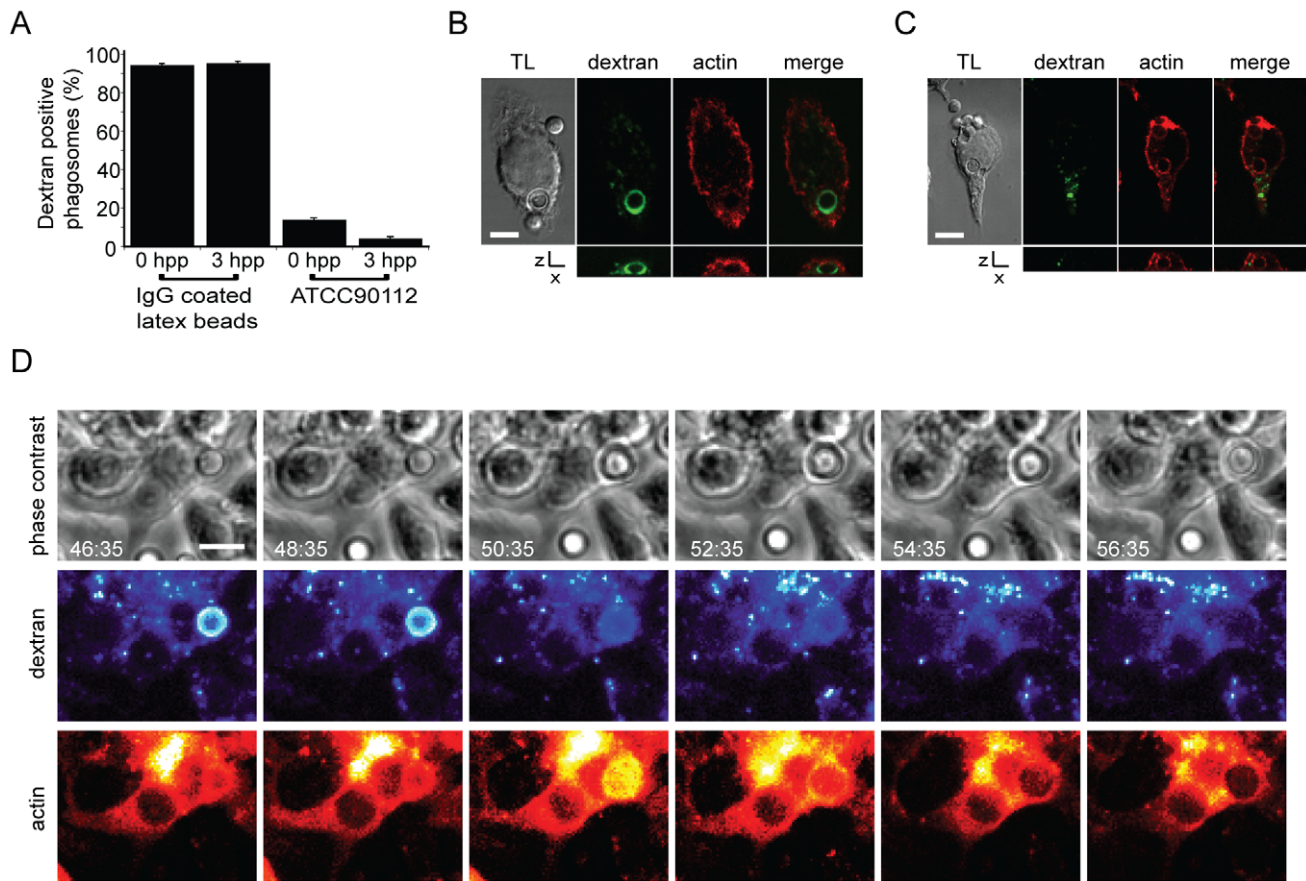 A
Dextran positive
phagosomes (%)
100
80
60
40
20
0
0 hpp
3 hpp
0 hpp
3 hpp
IgG coated
latex beads
ATCC90112
B
TL
dextran
actin
merge
z
x
C
TL
dextran
actin
merge
z
x
D
phase contrast
46:35
48:35
50:35
52:35
54:35
56:35
dextran
actin